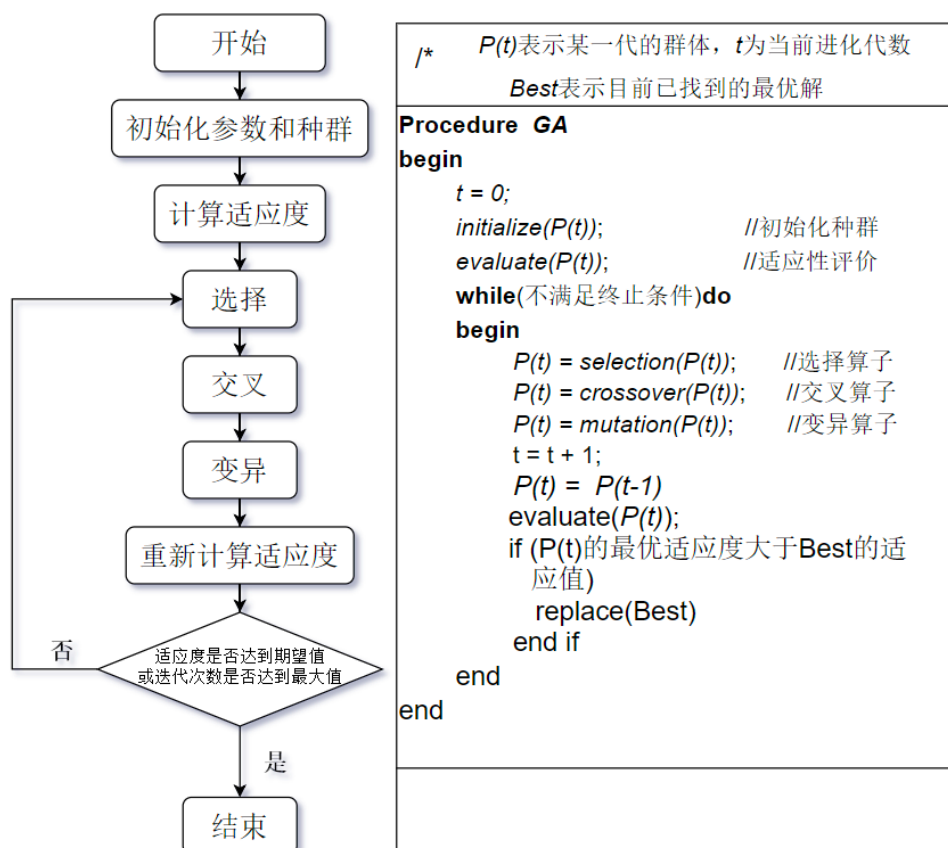 开始
初始化参数和种群
计算适应度
选择
交叉
变异
重新计算适应度
适应度是否达到期望值
或迭代次数是否达到最大值
否
是
结束
/* P(t)表示某一代的群体，t为当前进化代数
Best表示目前已找到的最优解
Procedure GA
begin
t = 0;
initialize(P(t)); //初始化种群
evaluate(P(t)); //适应性评价
while(不满足终止条件)do
begin
P(t) = selection(P(t)); //选择算子
P(t) = crossover(P(t)); //交叉算子
P(t) = mutation(P(t)); //变异算子
t = t + 1;
P(t) = P(t-1)
evaluate(P(t));
if (P(t)的最优适应度大于Best的适
应值)
replace(Best)
end if
end
end